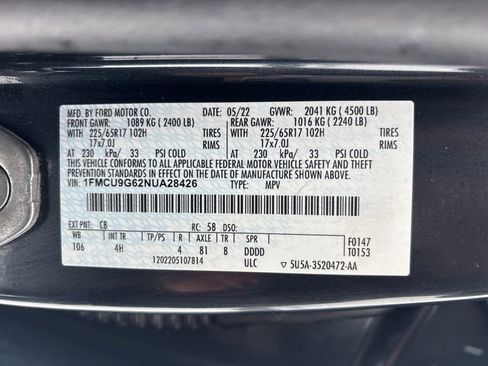 MFD. BY FORD MOTOR CO. 05/22 GVWR: 2041 KG ( 4500 LB)
FRONT GAWR: 1089 KG ( 2400 LB) REAR GAWR: 1016 KG ( 2240 LB)
WITH 225/65R17 102H TIRES WITH 225/65R17 102H TIRES
17x7.0J RIMS 17x7.0J RIMS
AT 230 kPa/ 33 PSI COLD AT 230 kPa/ 33 PSI COLD
THIS VEHICLE CONFORMS TO ALL APPLICABLE FEDERAL MOTOR VEHICLE SAFETY
AND THEFT PREVENTION STANDARDS IN EFFECT ON THE DATE OF MANUFACTURE SHOWN ABOVE.
VIN: 1FMCU9G62NUA28426 TYPE: MPV
EXT PNT: CB RC: 58 DSO:
WB INT TR TP/PS R AXLE TR SPR F0147
106 4H 4 81 8 DDDD T0153
1202205107814 ULC ▽ 5U5A-3520472-AA